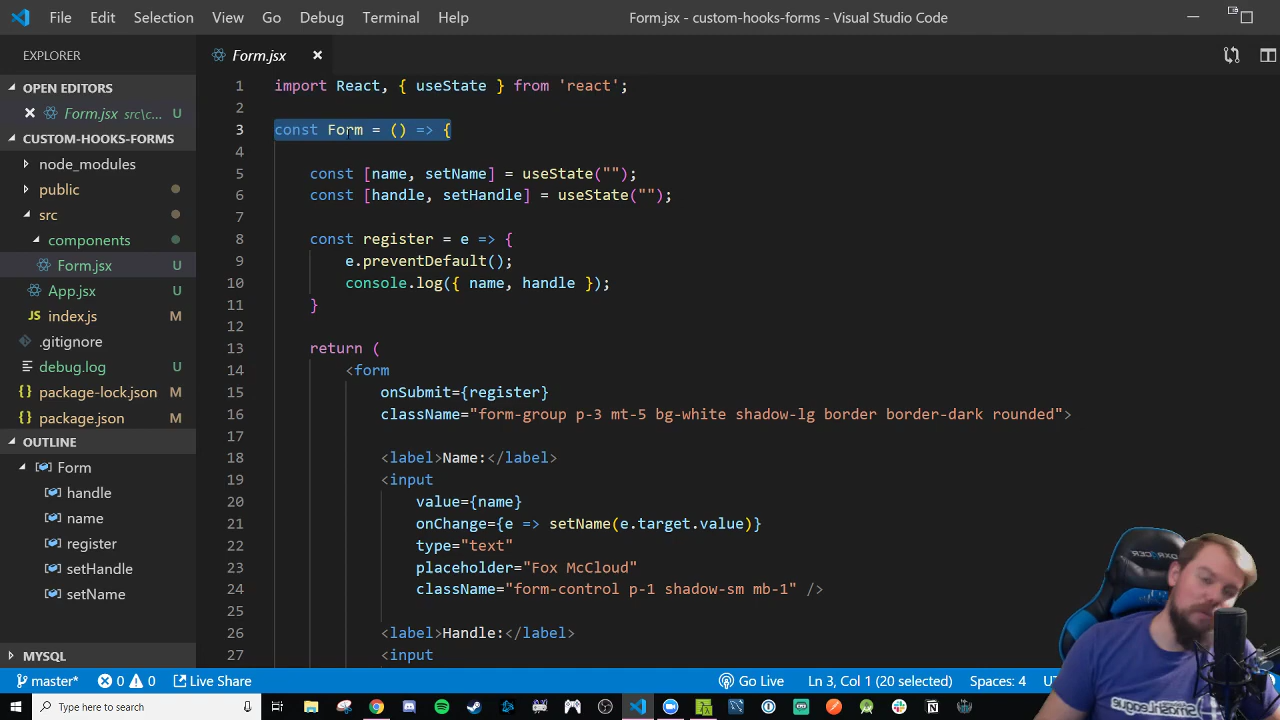 File Edit Selection View Go Debug Terminal Help
Form.jsx - custom-hooks-forms - Visual Studio Code
EXPLORER
Form.jsx
OPEN EDITORS
Form.jsx src\c... U
CUSTOM-HOOKS-FORMS
node_modules
public
src
components
Form.jsx U
App.jsx U
JS index.js M
.gitignore
debug.log U
{} package-lock.json M
{} package.json M
OUTLINE
Form
handle
name
register
setHandle
setName
MYSQL
1 import React, { useState } from 'react';
2
3 const Form = () => {
4
5 const [name, setName] = useState("");
6 const [handle, setHandle] = useState("");
7
8 const register = e => {
9 e.preventDefault();
10 console.log({ name, handle });
11 }
12
13 return (
14 <form
15 onSubmit={register}
16 className="form-group p-3 mt-5 bg-white shadow-lg border border-dark rounded">
17
18 <label>Name:</label>
19 <input
20 value={name}
21 onChange={e => setName(e.target.value)}
22 type="text"
23 placeholder="Fox McCloud"
24 className="form-control p-1 shadow-sm mb-1" />
25
26 <label>Handle:</label>
27 <input
master* 0 0 Live Share Go Live Ln 3, Col 1 (20 selected) Spaces: 4
Type here to search